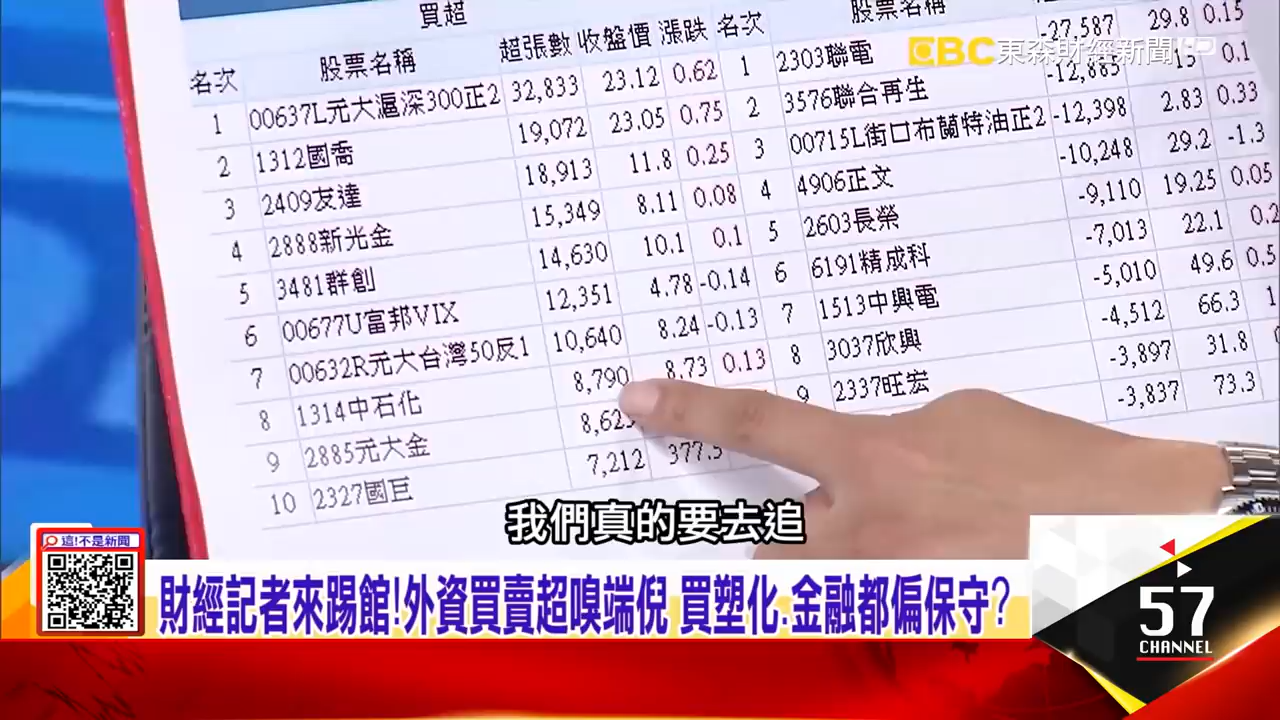 買超
名次 股票名稱 超張數 收盤價 漲跌 名次 股票名稱
1 00637L元大滬深300正2 32,833 23.12 0.62 1 2303聯電 -27,587 29.8 0.15
2 1312國喬 19,072 23.05 0.75 2 3576聯合再生 -12,883 15 0.1
3 2409友達 18,913 11.8 0.25 3 00715L街口布蘭特油正2 -12,398 2.83 0.33
4 2888新光金 15,349 8.11 0.08 4 4906正文 -10,248 29.2 -1.3
5 3481群創 14,630 10.1 0.1 5 2603長榮 -9,110 19.25 0.05
6 00677U富邦VIX 12,351 4.78 -0.14 6 6191精成科 -7,013 22.1
7 00632R元大台灣50反1 10,640 8.24 -0.13 7 1513中興電 -5,010 49.6
8 1314中石化 8,790 8.73 0.13 8 3037欣興 -4,512 66.3
9 2885元大金 9 2337旺宏 -3,897 31.8
10 2327國巨 7,212 377.5 -3,837 73.3
EBC 東森財經新聞
我們真的要去追
這!不是新聞
財經記者來踢館!外資買賣超嗅端倪 買塑化.金融都偏保守?
57
CHANNEL